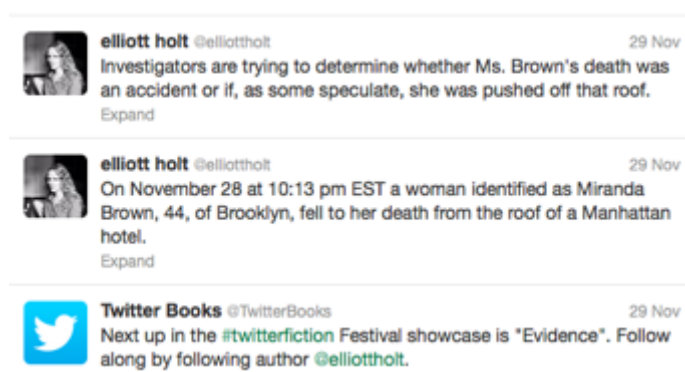 elliott holt @elliottholt 29 Nov
Investigators are trying to determine whether Ms. Brown's death was
an accident or if, as some speculate, she was pushed off that roof.
Expand
elliott holt @elliottholt 29 Nov
On November 28 at 10:13 pm EST a woman identified as Miranda
Brown, 44, of Brooklyn, fell to her death from the roof of a Manhattan
hotel.
Expand
Twitter Books @TwitterBooks 29 Nov
Next up in the #twitterfiction Festival showcase is "Evidence". Follow
along by following author @elliottholt.